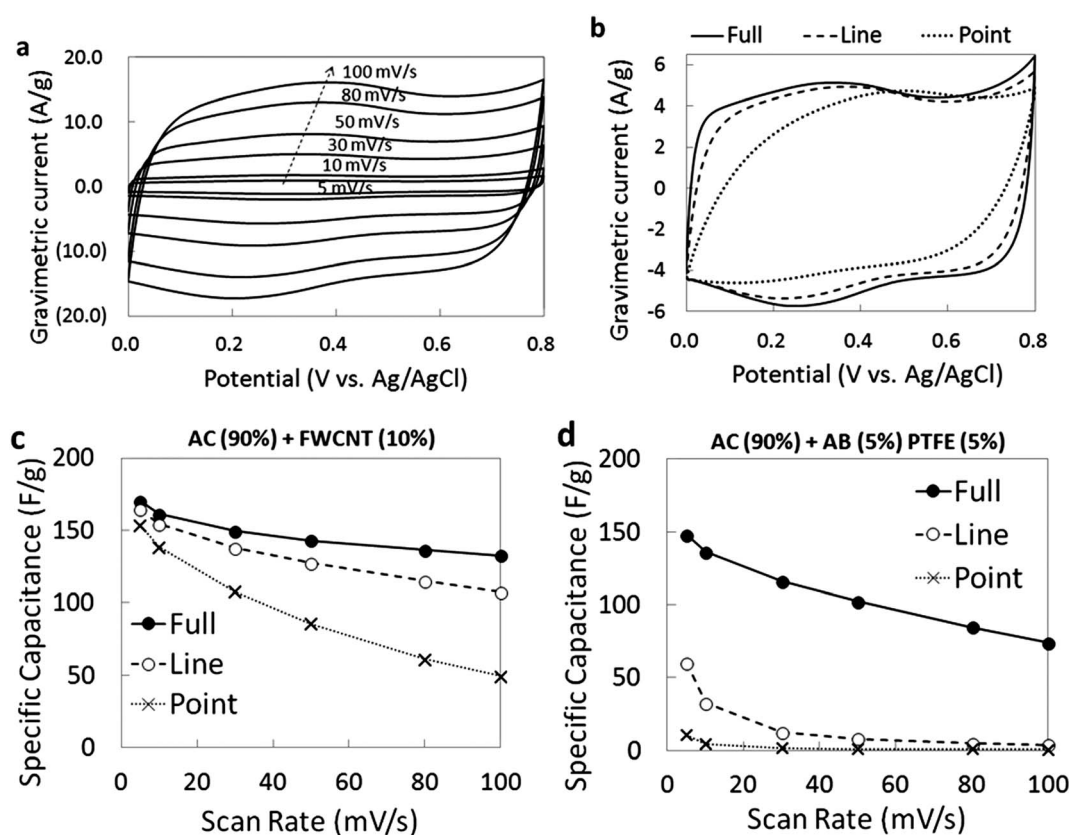 a
Gravimetric current (A/g)
20.0
10.0
0.0
(10.0)
(20.0)
100 mV/s
80 mV/s
50 mV/s
30 mV/s
10 mV/s
5 mV/s
0.0 0.2 0.4 0.6 0.8
Potential (V vs. Ag/AgCl)
b
Full Line Point
Gravimetric current (A/g)
6
4
2
0
-2
-4
-6
0.0 0.2 0.4 0.6 0.8
Potential (V vs. Ag/AgCl)
c
AC (90%) + FWCNT (10%)
Specific Capacitance (F/g)
200
150
100
50
0
Full
Line
Point
0 20 40 60 80 100
Scan Rate (mV/s)
d
AC (90%) + AB (5%) PTFE (5%)
Specific Capacitance (F/g)
200
150
100
50
0
Full
Line
Point
0 20 40 60 80 100
Scan Rate (mV/s)